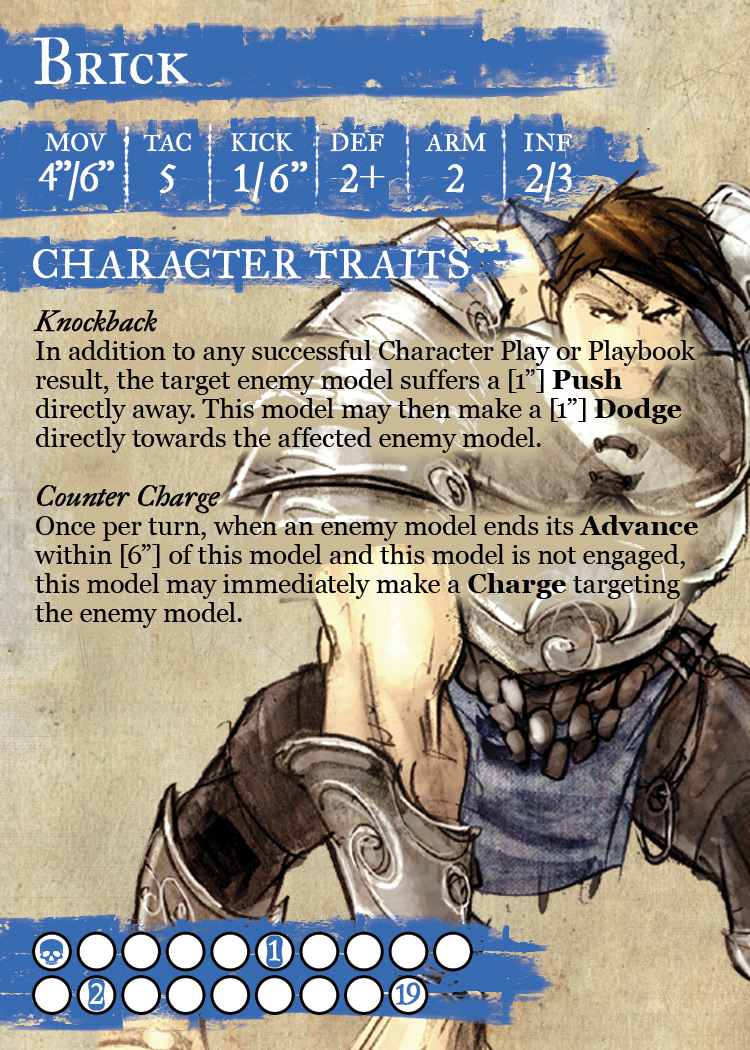 Brick
MOV TAC KICK DEF ARM INF
4”/6” 5 1/6” 2+ 2 2/3
CHARACTER TRAITS
Knockback
In addition to any successful Character Play or Playbook
result, the target enemy model suffers a [1”] Push
directly away. This model may then make a [1”] Dodge
directly towards the affected enemy model.
Counter Charge
Once per turn, when an enemy model ends its Advance
within [6”] of this model and this model is not engaged,
this model may immediately make a Charge targeting
the enemy model.
1
2 19